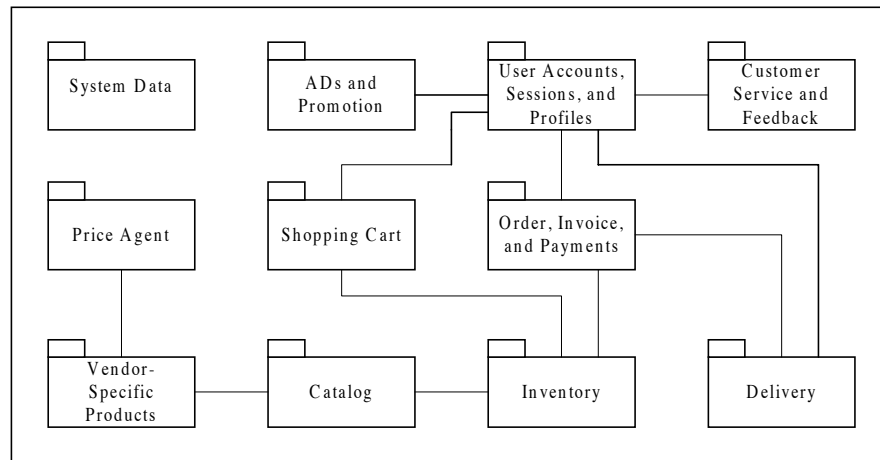 System Data
ADs and
Promotion
User Accounts,
Sessions, and
Profiles
Customer
Service and
Feedback
Price Agent
Shopping Cart
Order, Invoice,
and Payments
Vendor-
Specific
Products
Catalog
Inventory
Delivery